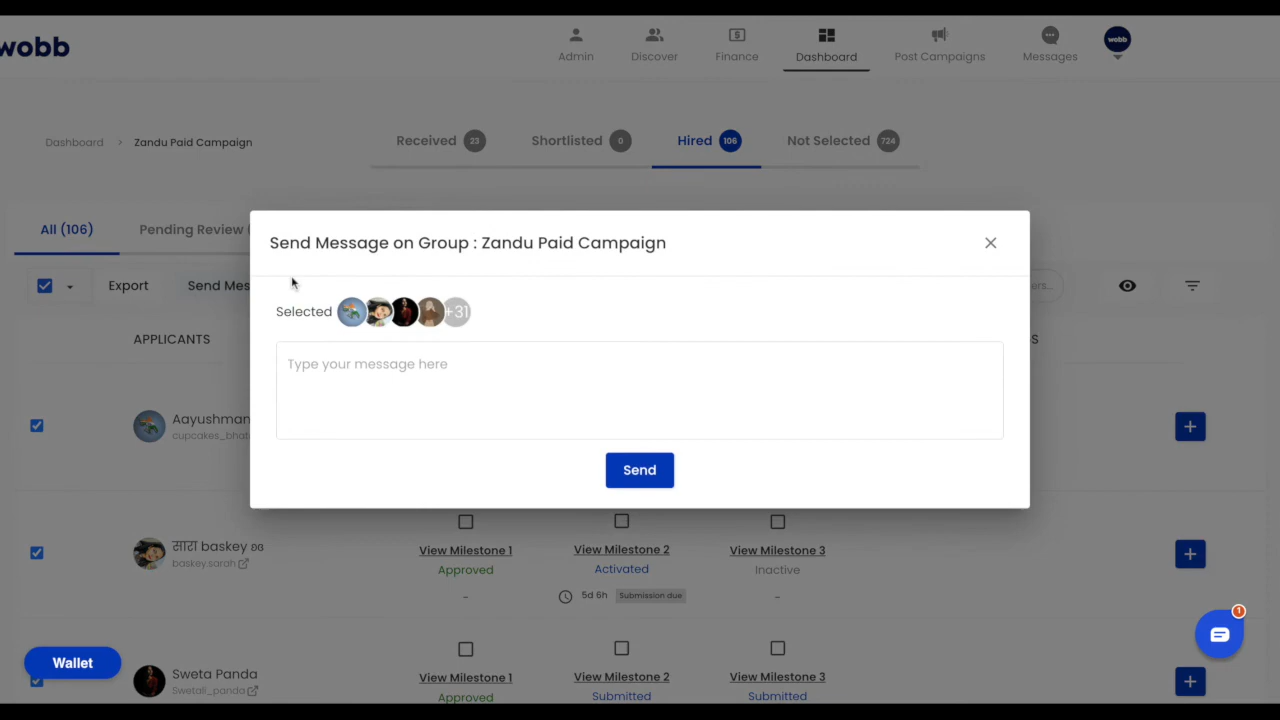 wobb
Admin
Discover
Finance
Dashboard
Post Campaigns
Messages
wobb
Dashboard > Zandu Paid Campaign
Received 23
Shortlisted 0
Hired 106
Not Selected 724
All (106)
Pending Review (
Export
Send Mes
ers...
Send Message on Group : Zandu Paid Campaign
Selected
+31
Type your message here
Send
APPLICANTS
S
Aayushman
cupcakes_bhat
सारा baskey
baskey.sarah
View Milestone 1
Approved
-
View Milestone 2
Activated
5d 6h
Submission due
View Milestone 3
Inactive
-
Sweta Panda
Swetali_panda
View Milestone 1
Approved
View Milestone 2
Submitted
View Milestone 3
Submitted
Wallet
1